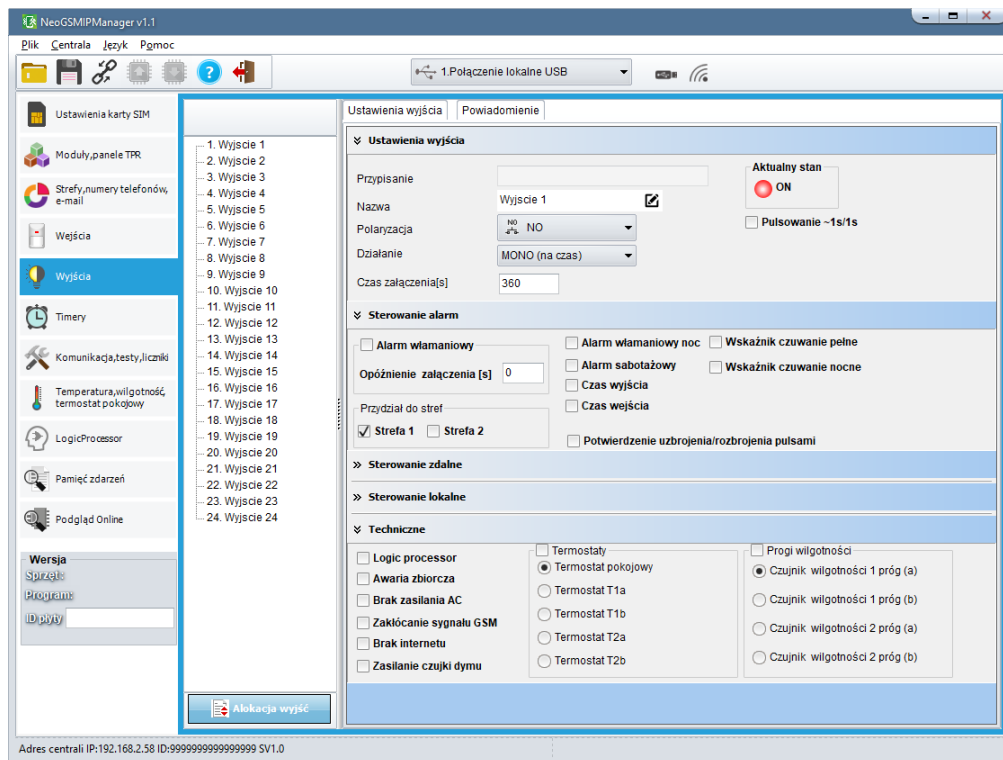 NeoGSMIPManager v1.1
Plik Centrala Język Pomoc
1.Połączenie lokalne USB
Ustawienia karty SIM
Moduły,panele TPR
Strefy,numery telefonów,
e-mail
Wejścia
Wyjścia
Timery
Komunikacja,testy,liczniki
Temperatura,wilgotność,
termostat pokojowy
LogicProcessor
Pamięć zdarzeń
Podgląd Online
Wersja
Sprzęt:
Program:
ID płyty
1. Wyjscie 1
2. Wyjscie 2
3. Wyjscie 3
4. Wyjscie 4
5. Wyjscie 5
6. Wyjscie 6
7. Wyjscie 7
8. Wyjscie 8
9. Wyjscie 9
10. Wyjscie 10
11. Wyjscie 11
12. Wyjscie 12
13. Wyjscie 13
14. Wyjscie 14
15. Wyjscie 15
16. Wyjscie 16
17. Wyjscie 17
18. Wyjscie 18
19. Wyjscie 19
20. Wyjscie 20
21. Wyjscie 21
22. Wyjscie 22
23. Wyjscie 23
24. Wyjscie 24
Alokacja wyjść
Ustawienia wyjścia Powiadomienie
Ustawienia wyjścia
Przypisanie
Nazwa Wyjscie 1
Polaryzacja NO NO
Działanie MONO (na czas)
Czas załączenia[s] 360
Aktualny stan
ON
Pulsowanie ~1s/1s
Sterowanie alarm
Alarm włamaniowy
Opóźnienie załączenia [s] 0
Przydział do stref
Strefa 1 Strefa 2
Alarm włamaniowy noc Wskaźnik czuwanie pełne
Alarm sabotażowy Wskaźnik czuwanie nocne
Czas wyjścia
Czas wejścia
Potwierdzenie uzbrojenia/rozbrojenia pulsami
Sterowanie zdalne
Sterowanie lokalne
Techniczne
Logic processor
Awaria zbiorcza
Brak zasilania AC
Zakłócanie sygnału GSM
Brak internetu
Zasilanie czujki dymu
Termostaty
Termostat pokojowy
Termostat T1a
Termostat T1b
Termostat T2a
Termostat T2b
Progi wilgotności
Czujnik wilgotności 1 próg (a)
Czujnik wilgotności 1 próg (b)
Czujnik wilgotności 2 próg (a)
Czujnik wilgotności 2 próg (b)
Adres centrali IP:192.168.2.58 ID:9999999999999999 SV1.0